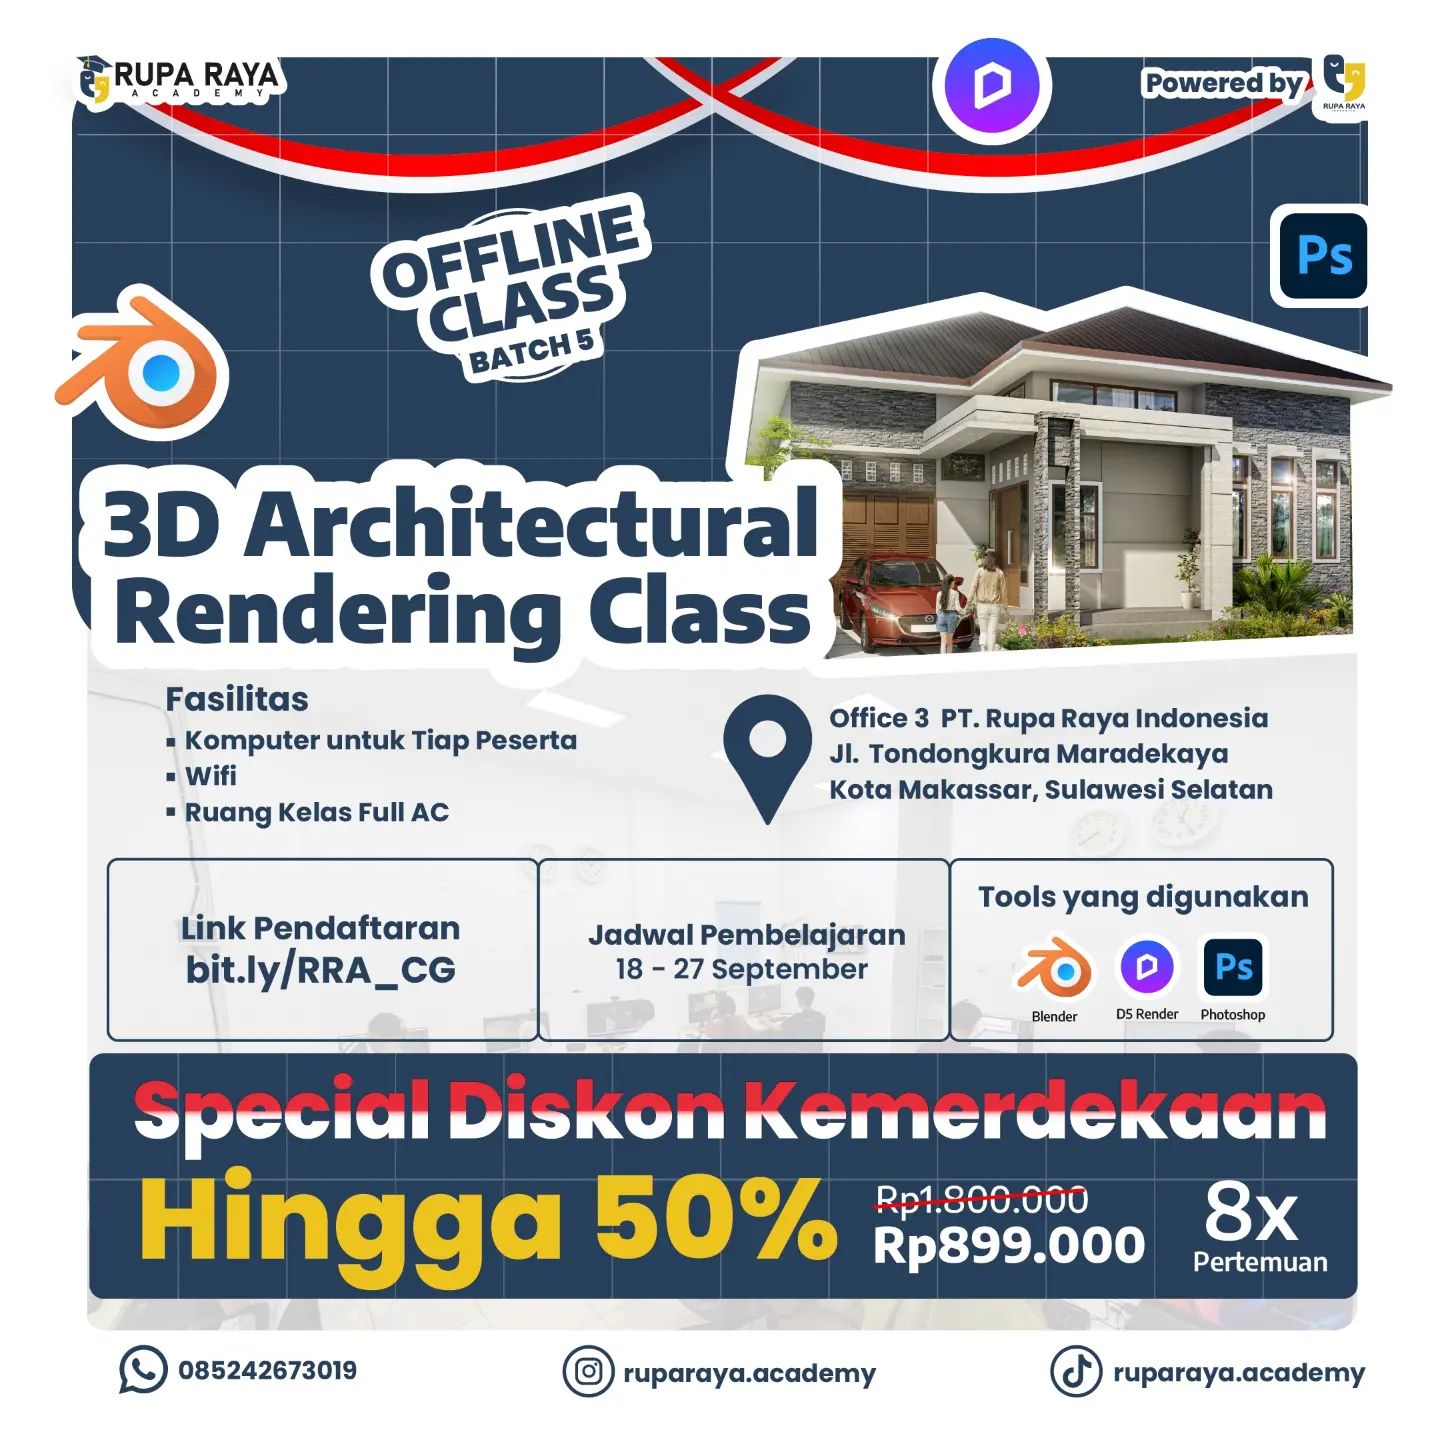 RUPA RAYA
ACADEMY
Powered by
RUPA RAYA
OFFLINE
CLASS
BATCH 5
Ps
3D Architectural
Rendering Class
Fasilitas
▪ Komputer untuk Tiap Peserta
▪ Wifi
▪ Ruang Kelas Full AC
Office 3 PT. Rupa Raya Indonesia
Jl. Tondongkura Maradekaya
Kota Makassar, Sulawesi Selatan
Link Pendaftaran
bit.ly/RRA_CG
Jadwal Pembelajaran
18 - 27 September
Tools yang digunakan
Ps
Blender
D5 Render
Photoshop
Special Diskon Kemerdekaan
Hingga 50%
Rp1.800.000
Rp899.000
8x
Pertemuan
085242673019
ruparaya.academy
ruparaya.academy